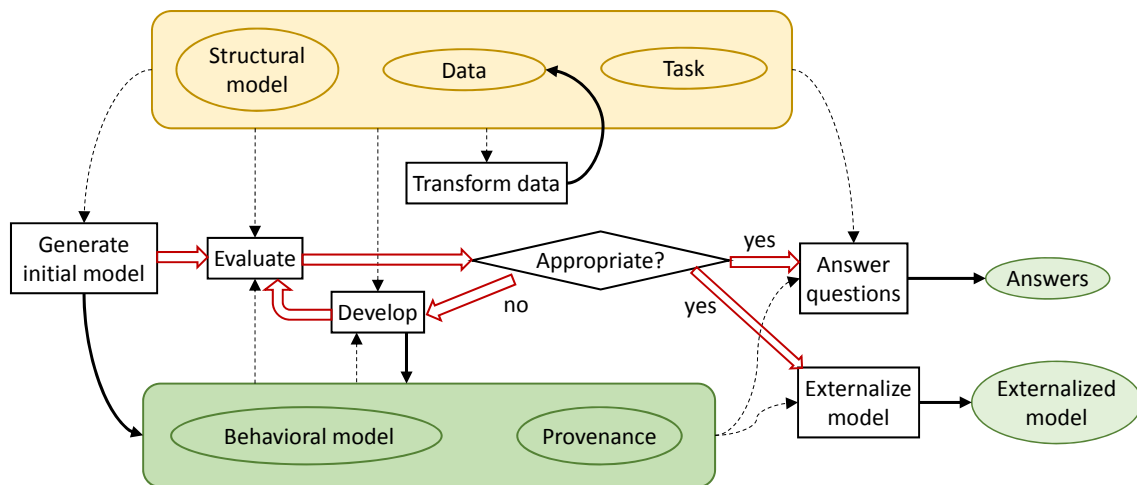 Structural
model
Data
Task
Transform data
Generate
initial model
Evaluate
Appropriate?
yes
Answer
questions
Answers
Develop
no
yes
Externalize
model
Externalized
model
Behavioral model
Provenance